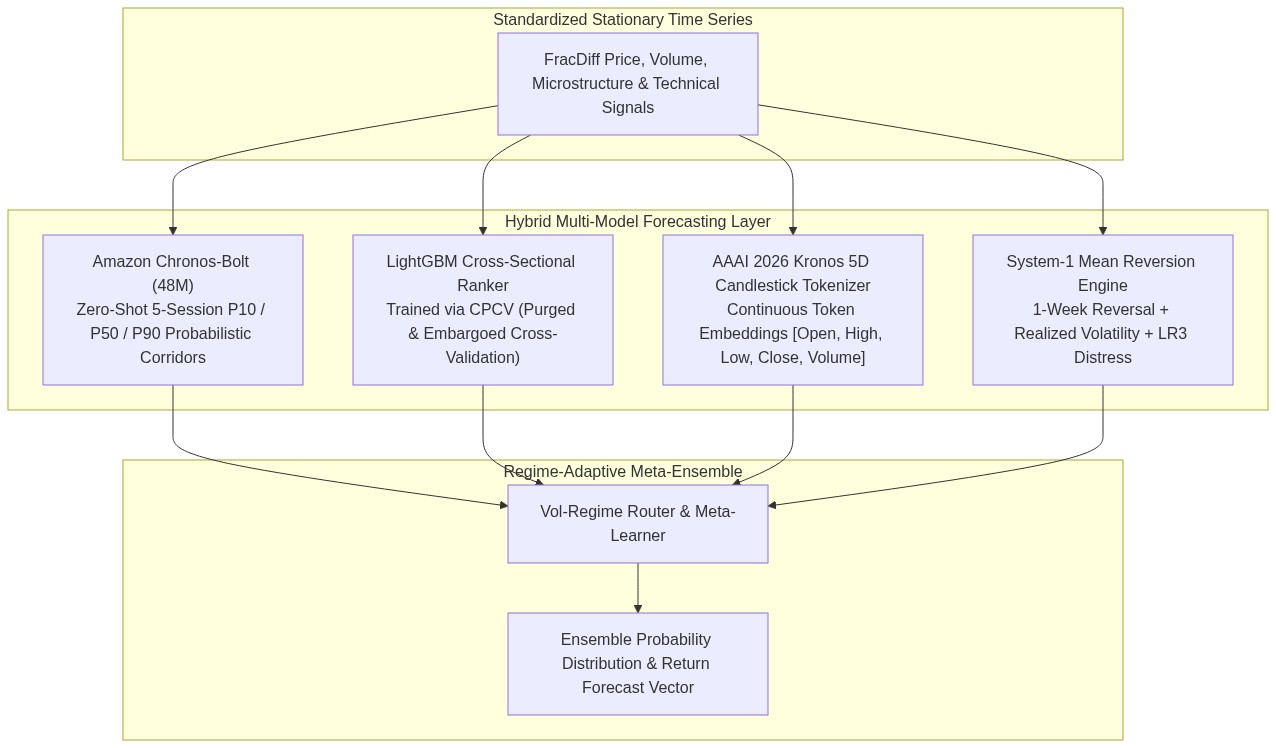 Standardized Stationary Time Series
FracDiff Price, Volume,
Microstructure & Technical
Signals
Hybrid Multi-Model Forecasting Layer
Amazon Chronos-Bolt
(48M)
Zero-Shot 5-Session P10 /
P50 / P90 Probabilistic
Corridors
LightGBM Cross-Sectional
Ranker
Trained via CPCV (Purged
& Embargoed Cross-
Validation)
AAAI 2026 Kronos 5D
Candlestick Tokenizer
Continuous Token
Embeddings [Open, High,
Low, Close, Volume]
System-1 Mean Reversion
Engine
1-Week Reversal +
Realized Volatility + LR3
Distress
Regime-Adaptive Meta-Ensemble
Vol-Regime Router & Meta-
Learner
Ensemble Probability
Distribution & Return
Forecast Vector